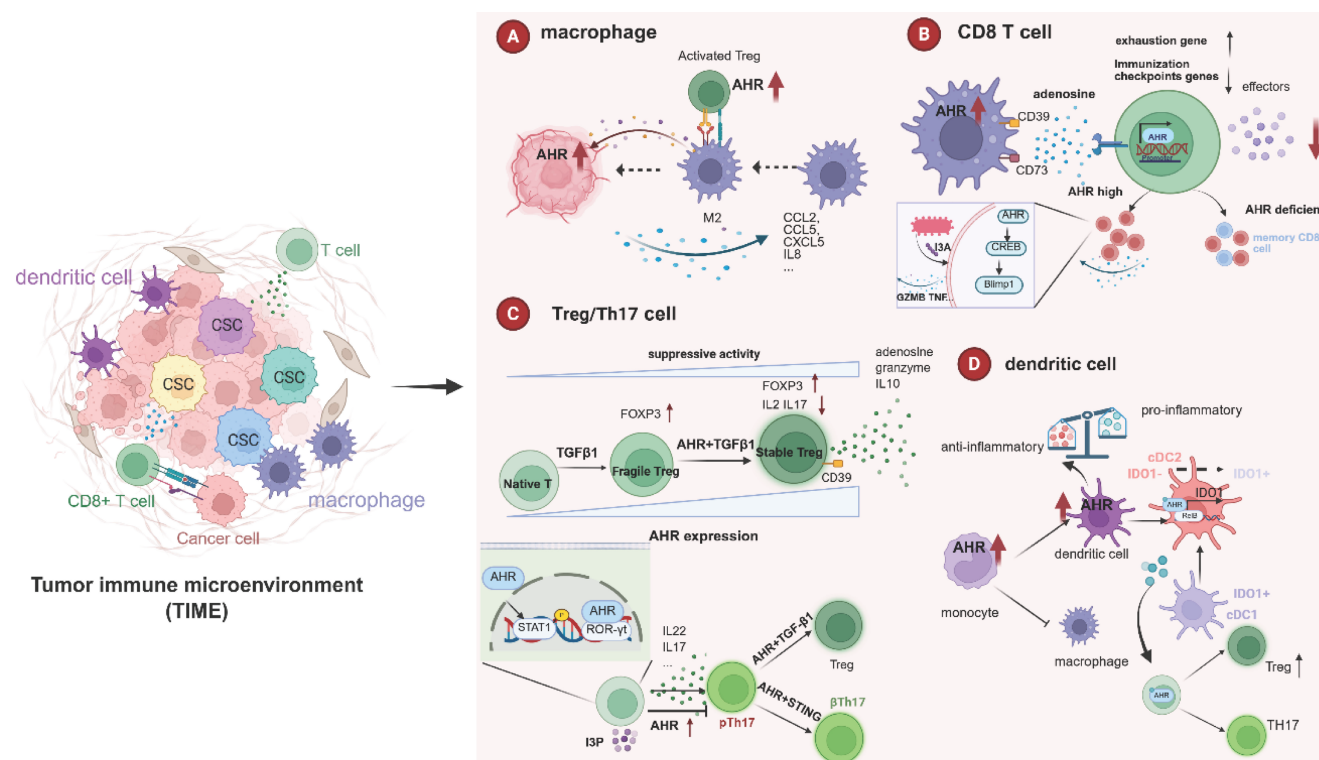 T cell
dendritic cell
CSC
CSC
CSC
CSC
CD8+ T cell
macrophage
Cancer cell
Tumor immune microenvironment
(TIME)
A macrophage
Activated Treg
AHR
AHR
M2
CCL2,
CCL5,
CXCL5
IL8
...
B CD8 T cell
exhaustion gene
Immunization
checkpoints genes
effectors
adenosine
AHR
CD39
CD73
AHR
Promoter
AHR high
AHR deficien
memory CD8
cell
I3A
GZMB TNF...
AHR
CREB
Blimp1
C Treg/Th17 cell
suppressive activity
adenosine
granzyme
IL10
FOXP3
IL2 IL17
FOXP3
TGFβ1
AHR+TGFβ1
Native T
Fragile Treg
Stable Treg
CD39
AHR expression
AHR
STAT1
P
AHR
ROR-γt
IL22
IL17
...
AHR
I3P
pTh17
AHR+TGF-β1
Treg
AHR+STING
βTh17
D dendritic cell
pro-inflammatory
anti-inflammatory
cDC2
IDO1-
IDO1+
AHR
IDO1
AHR
RelB
dendritic cell
AHR
monocyte
macrophage
IDO1+
cDC1
Treg
AHR
TH17